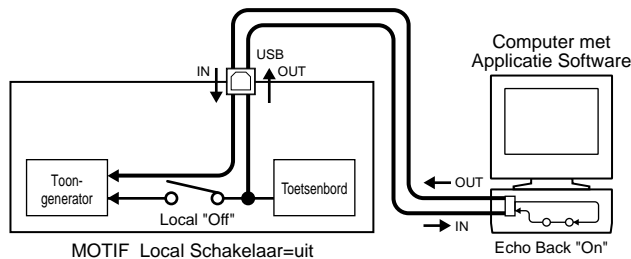 Computer met
Applicatie Software
USB
IN
OUT
Toon-
generator
Toetsenbord
Local "Off"
OUT
IN
MOTIF Local Schakelaar=uit
Echo Back "On"